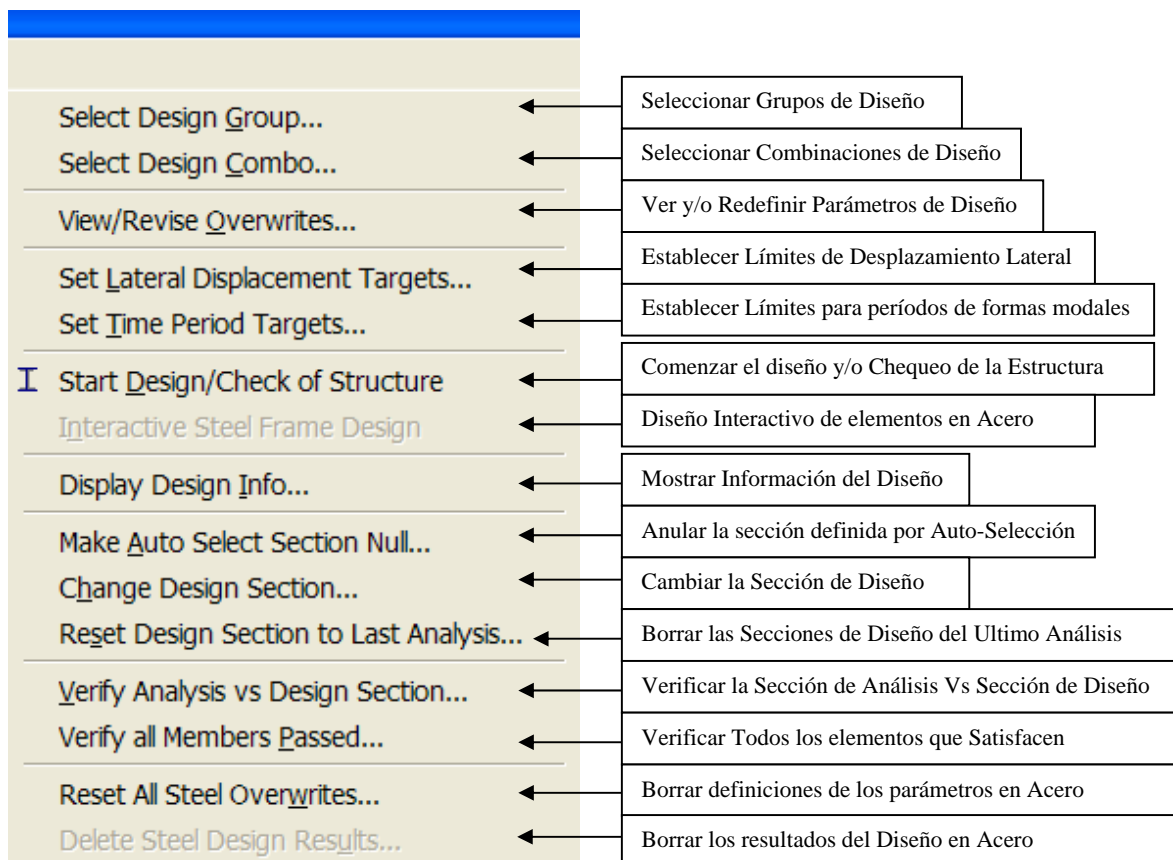 Select Design Group...
Seleccionar Grupos de Diseño
Select Design Combo...
Seleccionar Combinaciones de Diseño
View/Revise Overwrites...
Ver y/o Redefinir Parámetros de Diseño
Set Lateral Displacement Targets...
Establecer Límites de Desplazamiento Lateral
Set Time Period Targets...
Establecer Límites para períodos de formas modales
Start Design/Check of Structure
Comenzar el diseño y/o Chequeo de la Estructura
Interactive Steel Frame Design
Diseño Interactivo de elementos en Acero
Display Design Info...
Mostrar Información del Diseño
Make Auto Select Section Null...
Anular la sección definida por Auto-Selección
Change Design Section...
Cambiar la Sección de Diseño
Reset Design Section to Last Analysis...
Borrar las Secciones de Diseño del Ultimo Análisis
Verify Analysis vs Design Section...
Verificar la Sección de Análisis Vs Sección de Diseño
Verify all Members Passed...
Verificar Todos los elementos que Satisfacen
Reset All Steel Overwrites...
Borrar definiciones de los parámetros en Acero
Delete Steel Design Results...
Borrar los resultados del Diseño en Acero